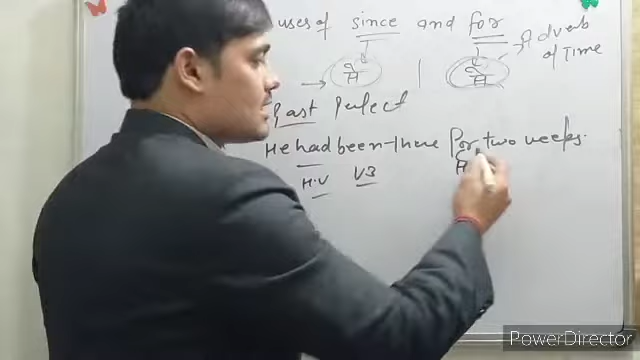 uses of since and for
Adverb
of Time
से | से
Past Perfect
He had been there for two weeks.
H.V V3
PowerDirector